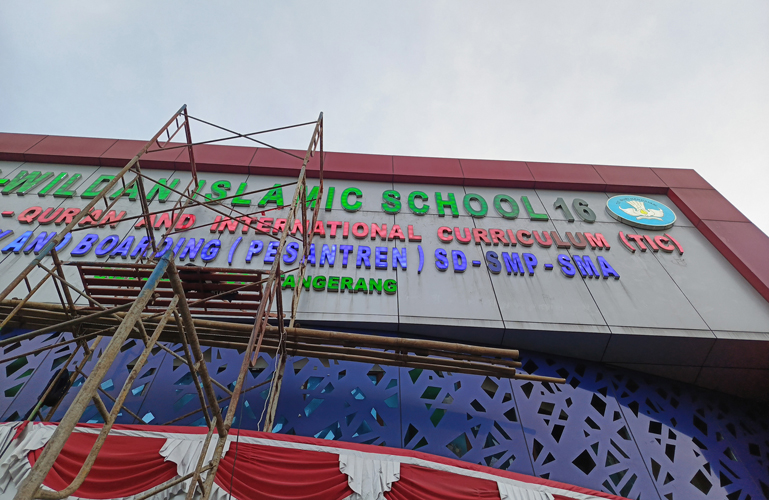 -WILDAN ISLAMIC SCHOOL 16
-QURAN AND INTERNATIONAL CURRICULUM (TIC)
AND BOARDING (PESANTREN) SD-SMP-SMA
TANGERANG